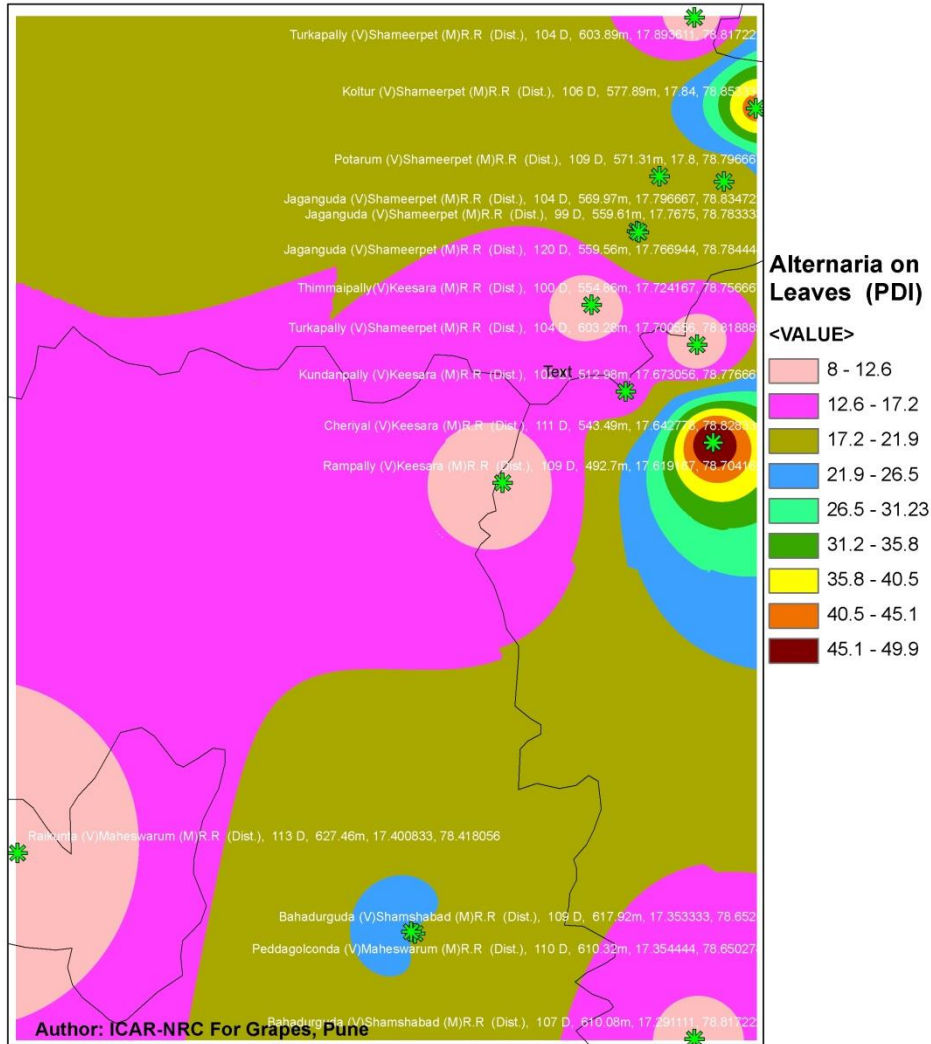 Turkapally (V)Shameerpet (M)R.R (Dist.), 104 D, 603.89m, 17.893611, 78.81722
Koltur (V)Shameerpet (M)R.R (Dist.), 106 D, 577.89m, 17.84, 78.85333
Potarum (V)Shameerpet (M)R.R (Dist.), 109 D, 571.31m, 17.8, 78.79666
Jaganguda (V)Shameerpet (M)R.R (Dist.), 104 D, 569.97m, 17.796667, 78.83472
Jaganguda (V)Shameerpet (M)R.R (Dist.), 99 D, 559.61m, 17.7675, 78.78333
Jaganguda (V)Shameerpet (M)R.R (Dist.), 120 D, 559.56m, 17.766944, 78.78444
Thimmaipally(V)Keesara (M)R.R (Dist.), 100 D, 554.86m, 17.724167, 78.75666
Turkapally (V)Shameerpet (M)R.R (Dist.), 104 D, 603.28m, 17.700556, 78.81888
Kundanpally (V)Keesara (M)R.R (Dist.), D, 512.98m, 17.673056, 78.77666
Text
Cheriyal (V)Keesara (M)R.R (Dist.), 111 D, 543.49m, 17.642778, 78.82833
Rampally (V)Keesara (M)R.R (Dist.), 109 D, 492.7m, 17.619167, 78.70416
Raikunta (V)Maheswarum (M)R.R (Dist.), 113 D, 627.46m, 17.400833, 78.418056
Bahadurguda (V)Shamshabad (M)R.R (Dist.), 109 D, 617.92m, 17.353333, 78.652
Peddagolconda (V)Maheswarum (M)R.R (Dist.), 110 D, 610.32m, 17.354444, 78.650278
Bahadurguda (V)Shamshabad (M)R.R (Dist.), 107 D, 610.08m, 17.291111, 78.81722
Author: ICAR-NRC For Grapes, Pune
Alternaria on
Leaves (PDI)
<VALUE>
8 - 12.6
12.6 - 17.2
17.2 - 21.9
21.9 - 26.5
26.5 - 31.23
31.2 - 35.8
35.8 - 40.5
40.5 - 45.1
45.1 - 49.9